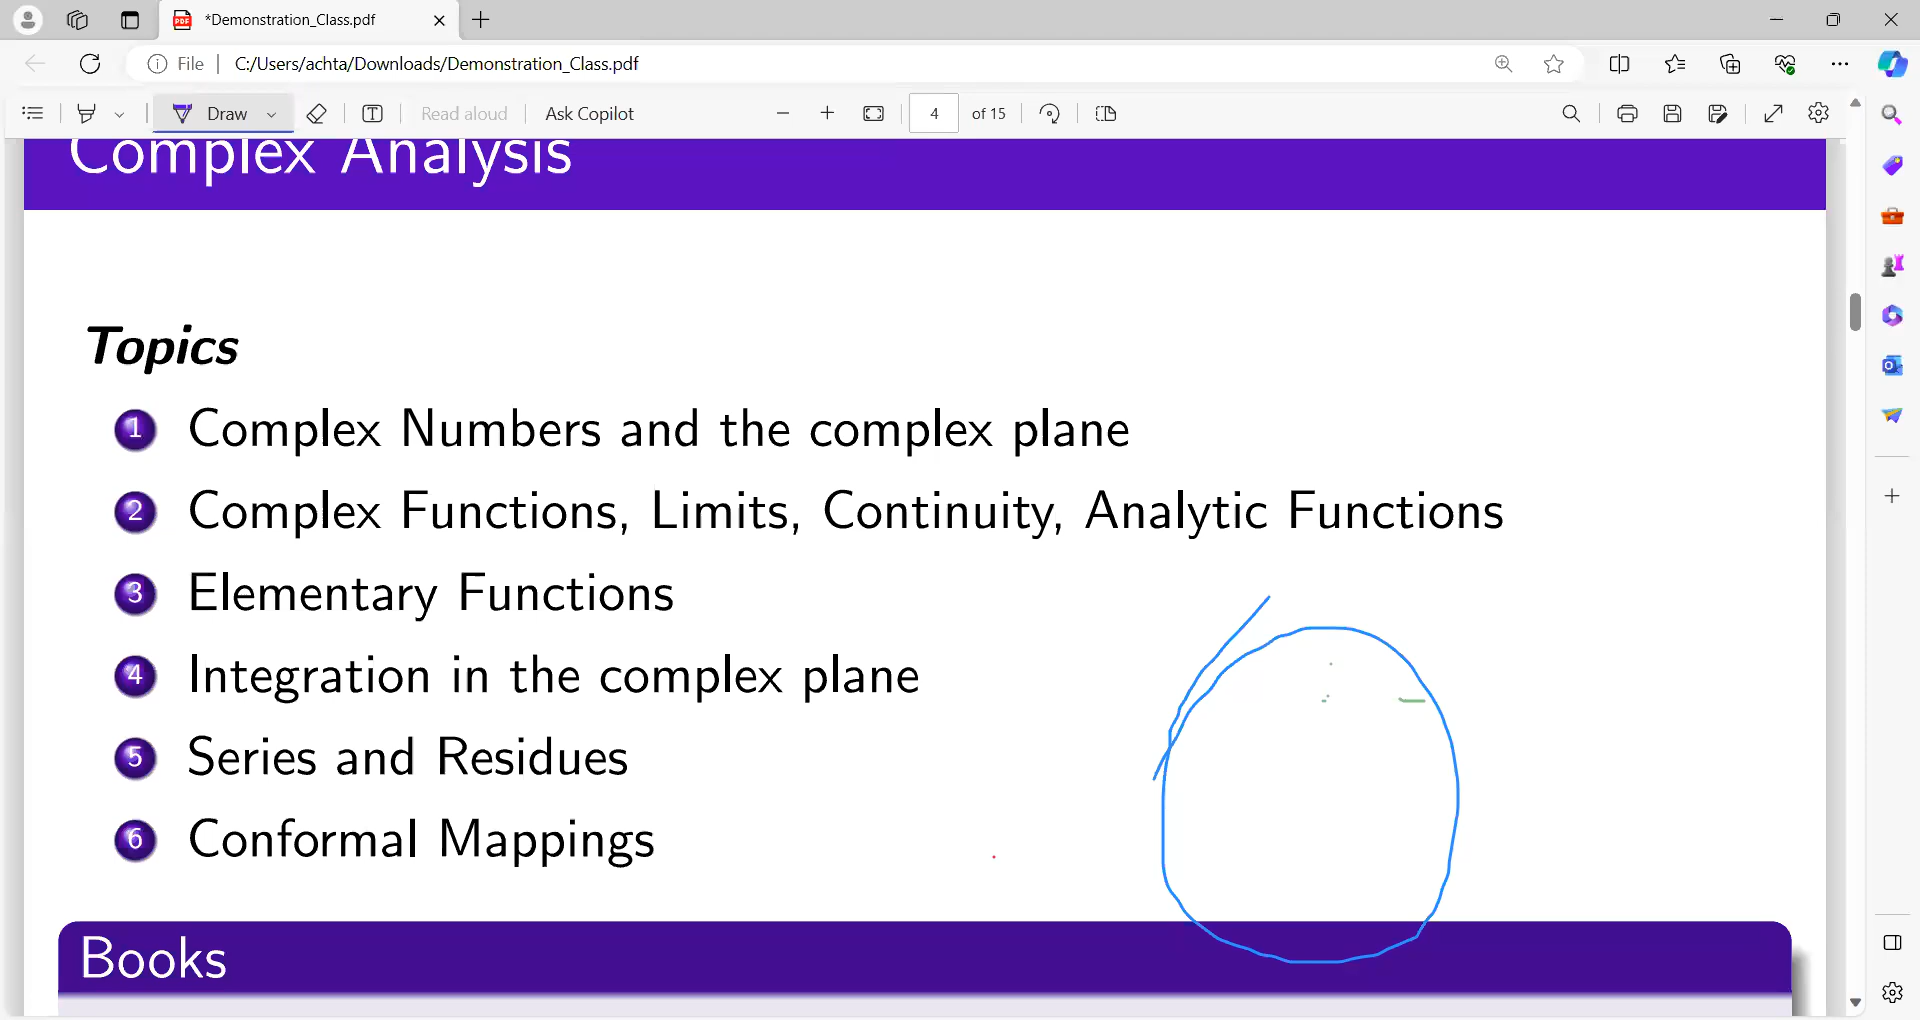 *Demonstration_Class.pdf
File C:/Users/achta/Downloads/Demonstration_Class.pdf
Draw Read aloud Ask Copilot 4 of 15
Complex Analysis
Topics
1 Complex Numbers and the complex plane
2 Complex Functions, Limits, Continuity, Analytic Functions
3 Elementary Functions
4 Integration in the complex plane
5 Series and Residues
6 Conformal Mappings
Books